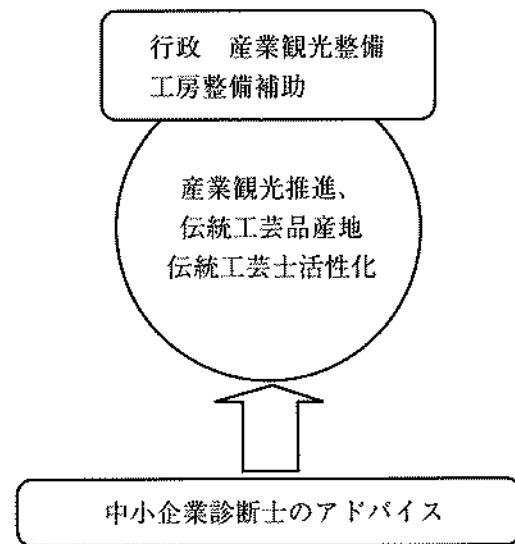 行政　産業観光整備
工房整備補助
産業観光推進、
伝統工芸品産地
伝統工芸士活性化
中小企業診断士のアドバイス